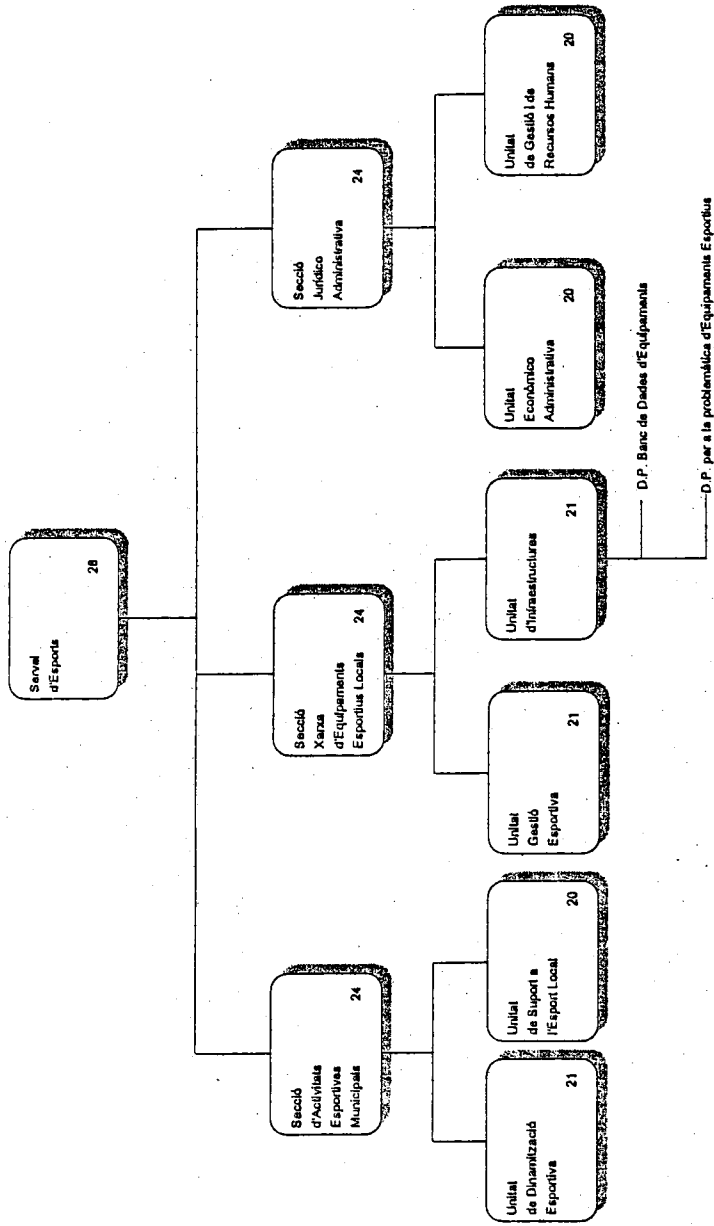 Servei
d'Esports
28
Secció
d'Activitats
Esportives
Municipals
24
Secció
Xarxa
d'Equipaments
Esportius Locals
24
Secció
Jurídico
Administrativa
24
Unitat
de Dinamització
Esportiva
21
Unitat
de Suport a
l'Esport Local
20
Unitat
Gestió
Esportiva
21
Unitat
d'Infraestructures
21
Unitat
Econòmico
Administrativa
20
Unitat
de Gestió i de
Recursos Humans
20
D.P. Banc de Dades d'Equipaments
D.P. per a la problemàtica d'Equipaments Esportius